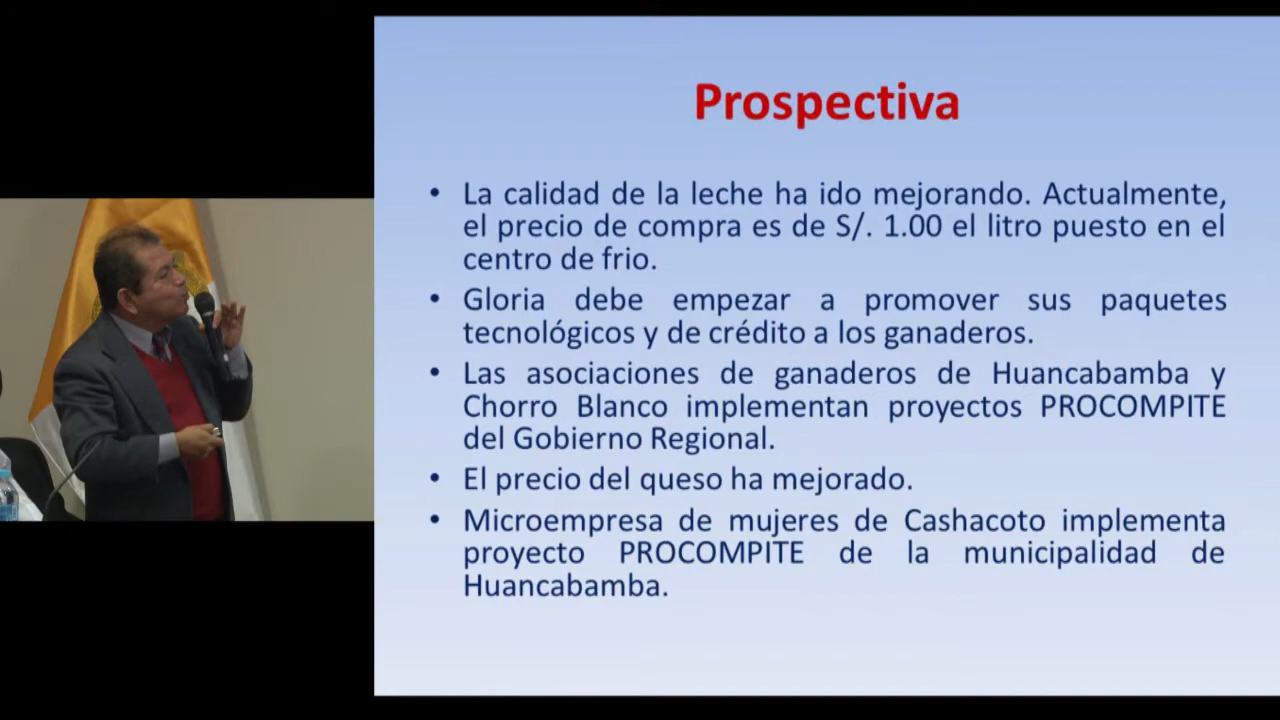 Prospectiva
• La calidad de la leche ha ido mejorando. Actualmente,
el precio de compra es de S/. 1.00 el litro puesto en el
centro de frio.
• Gloria debe empezar a promover sus paquetes
tecnológicos y de crédito a los ganaderos.
• Las asociaciones de ganaderos de Huancabamba y
Chorro Blanco implementan proyectos PROCOMPITE
del Gobierno Regional.
• El precio del queso ha mejorado.
• Microempresa de mujeres de Cashacoto implementa
proyecto PROCOMPITE de la municipalidad de
Huancabamba.